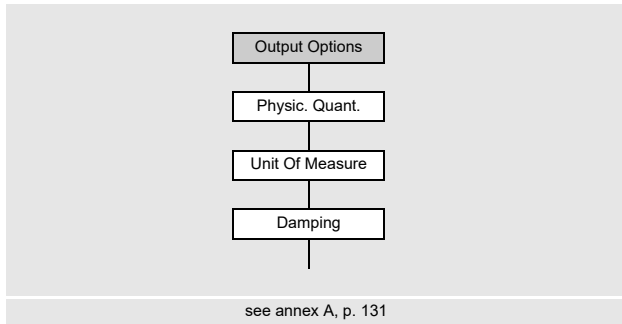 Output Options
Physic. Quant.
Unit Of Measure
Damping
see annex A, p. 131